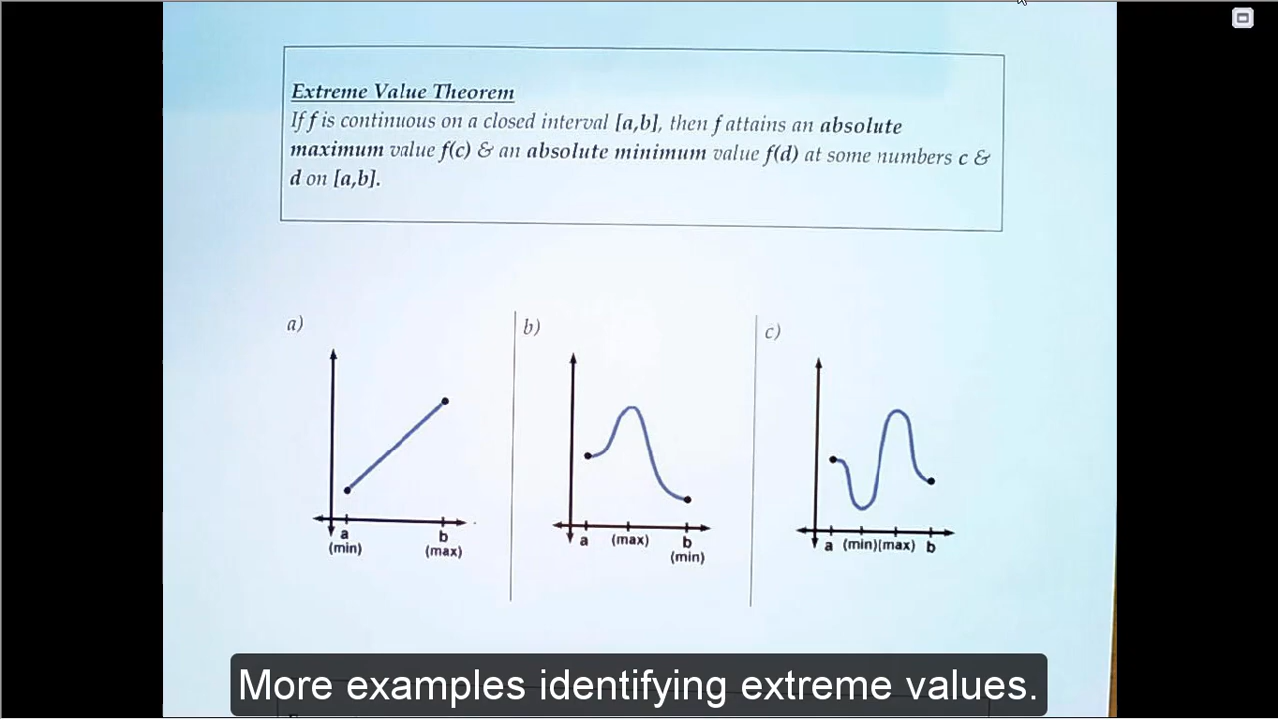 Extreme Value Theorem
If f is continuous on a closed interval [a,b], then f attains an absolute
maximum value f(c) & an absolute minimum value f(d) at some numbers c &
d on [a,b].
a)
b)
c)
a
(min)
b
(max)
a
(max)
b
(min)
a
(min)
(max)
b
More examples identifying extreme values.